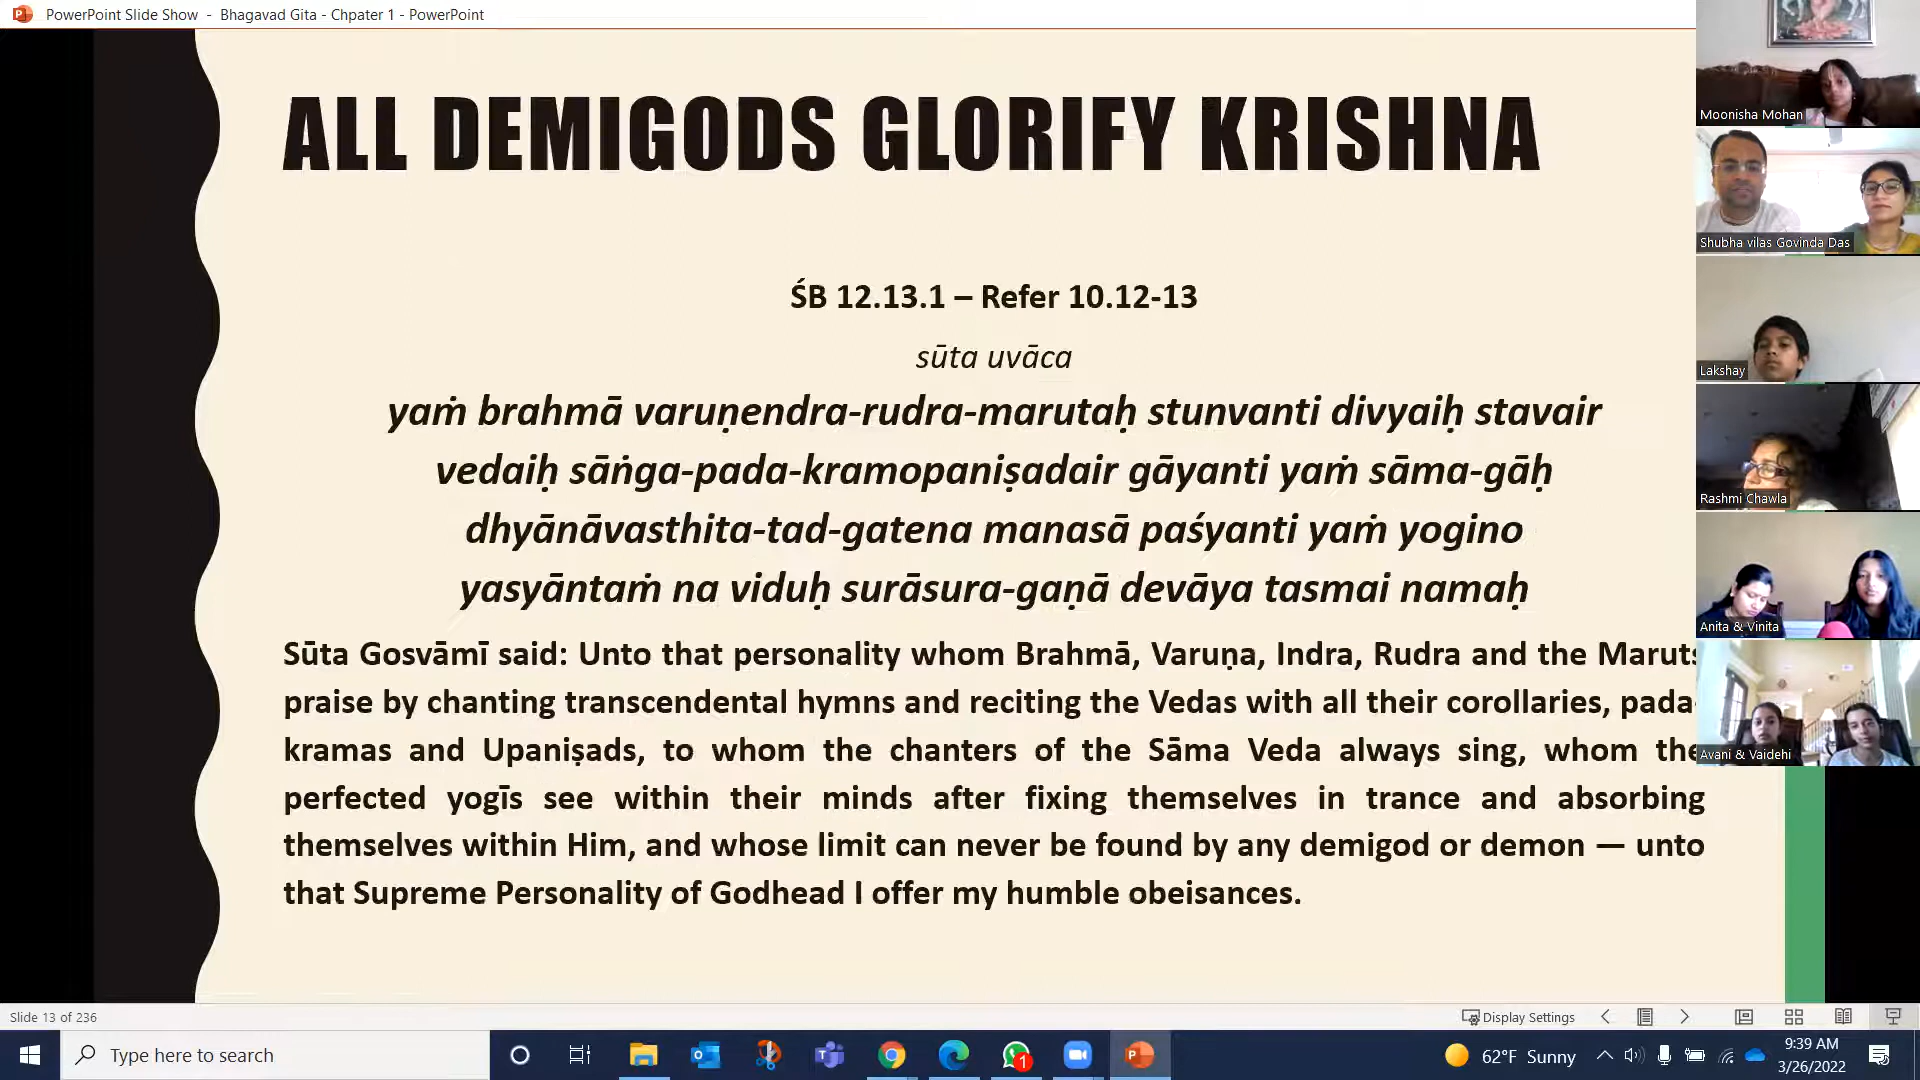 PowerPoint Slide Show - Bhagavad Gita - Chpater 1 - PowerPoint
ALL DEMIGODS GLORIFY KRISHNA
ŚB 12.13.1 – Refer 10.12-13
sūta uvāca
yaṁ brahmā varuṇendra-rudra-marutaḥ stunvanti divyaiḥ stavair
vedaiḥ sāṅga-pada-kramopaniṣadair gāyanti yaṁ sāma-gāḥ
dhyānāvasthita-tad-gatena manasā paśyanti yaṁ yogino
yasyāntaṁ na viduḥ surāsura-gaṇā devāya tasmai namaḥ
Sūta Gosvāmī said: Unto that personality whom Brahmā, Varuṇa, Indra, Rudra and the Maruts
praise by chanting transcendental hymns and reciting the Vedas with all their corollaries, pada-
kramas and Upaniṣads, to whom the chanters of the Sāma Veda always sing, whom the
perfected yogīs see within their minds after fixing themselves in trance and absorbing
themselves within Him, and whose limit can never be found by any demigod or demon — unto
that Supreme Personality of Godhead I offer my humble obeisances.
Moonisha Mohan
Shubha vilas Govinda Das
Lakshay
Rashmi Chawla
Anita & Vinita
Avani & Vaidehi
Slide 13 of 236
Display Settings
Type here to search
1
62°F Sunny
9:39 AM
3/26/2022